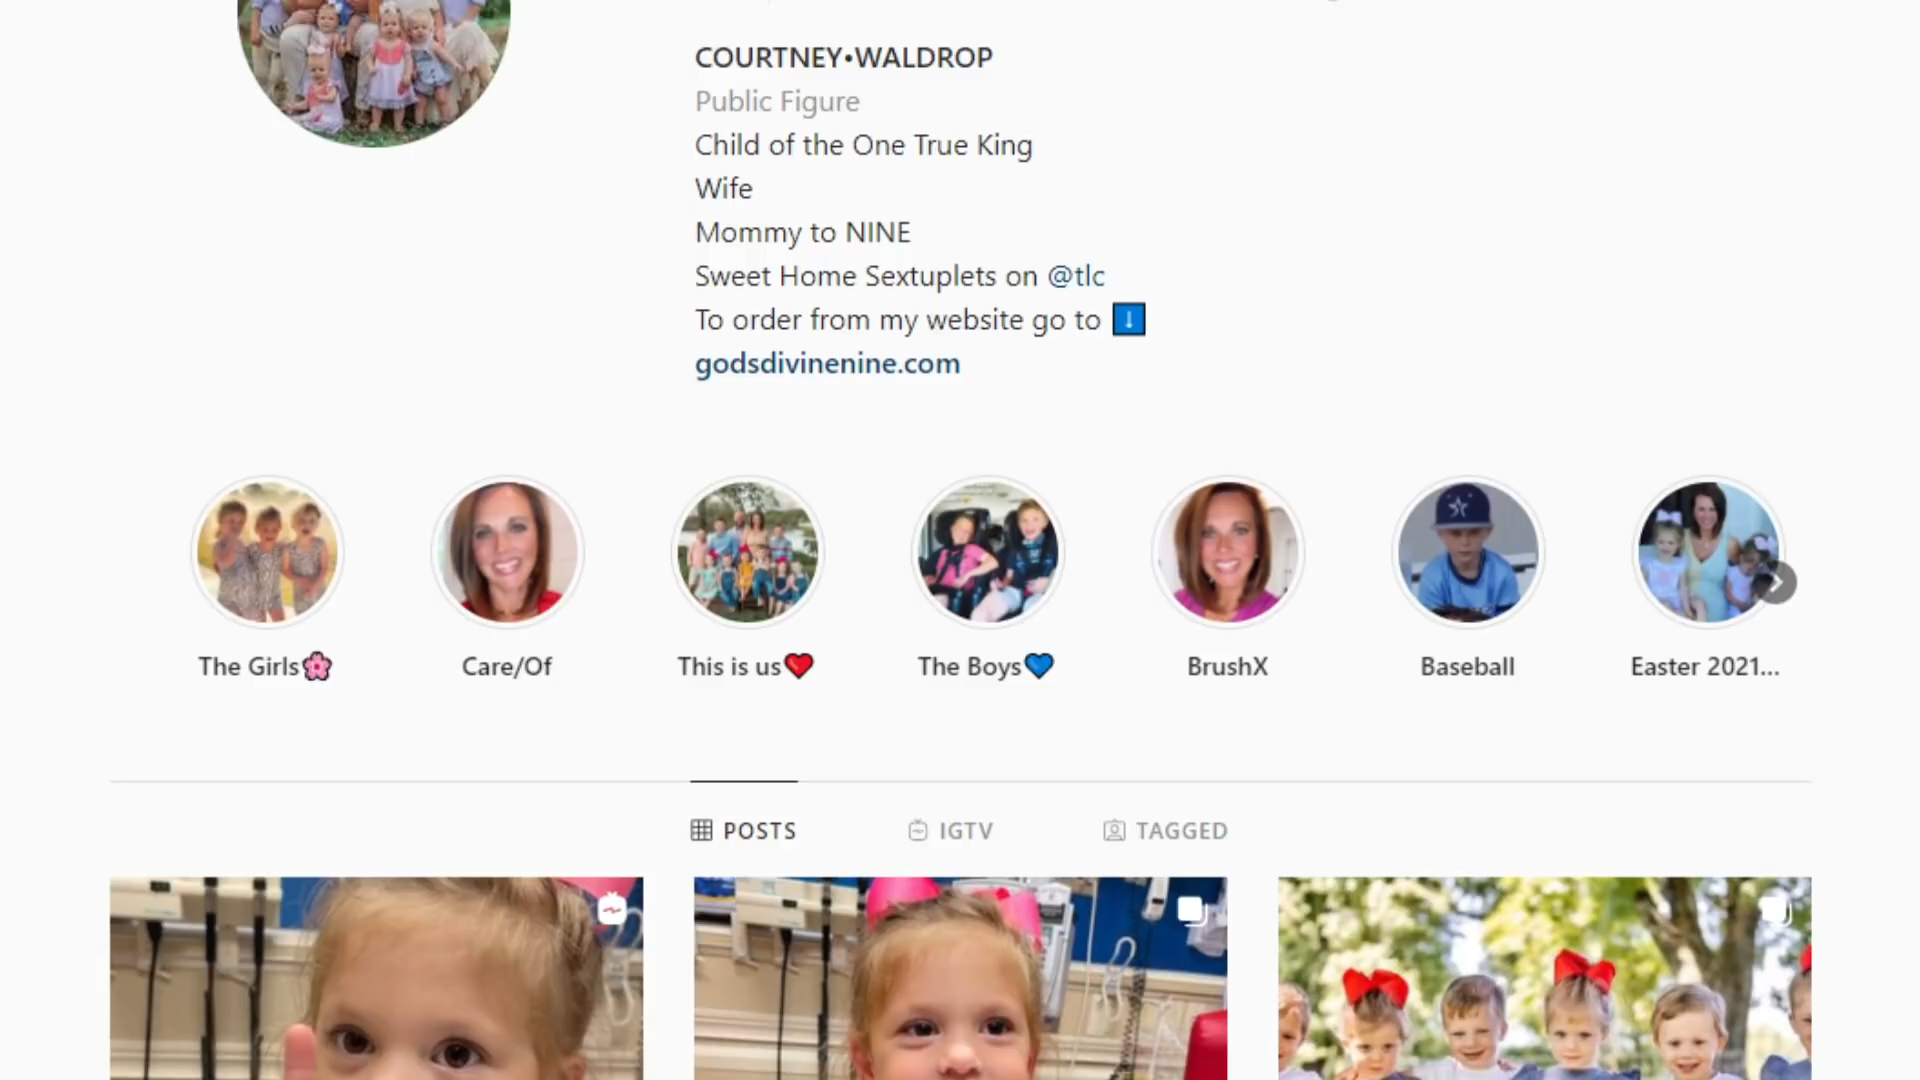 COURTNEY•WALDROP
Public Figure
Child of the One True King
Wife
Mommy to NINE
Sweet Home Sextuplets on @tlc
To order from my website go to ⬇
godsdivinenine.com
The Girls🌸 Care/Of This is us❤️ The Boys💙 BrushX Baseball Easter 2021...
POSTS IGTV TAGGED